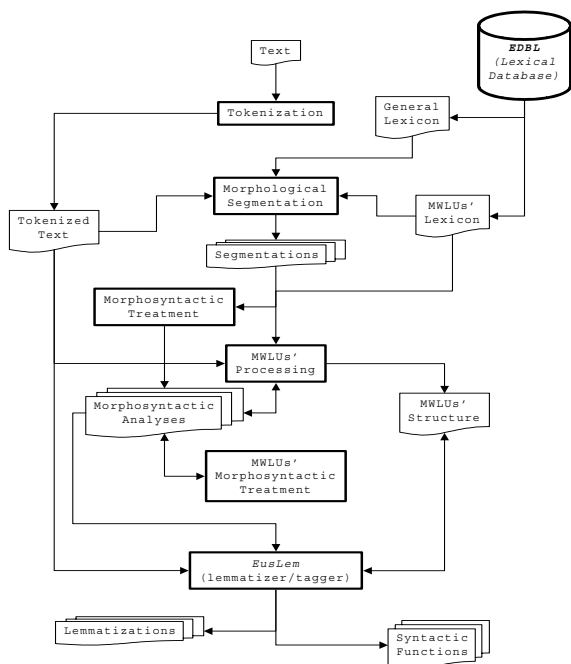 Text
EDBL
(Lexical
Database)
Tokenization
General
Lexicon
Morphological
Segmentation
Tokenized
Text
MWLUs'
Lexicon
Segmentations
Morphosyntactic
Treatment
MWLUs'
Processing
Morphosyntactic
Analyses
MWLUs'
Structure
MWLUs'
Morphosyntactic
Treatment
EusLem
(lemmatizer/tagger)
Lemmatizations
Syntactic
Functions